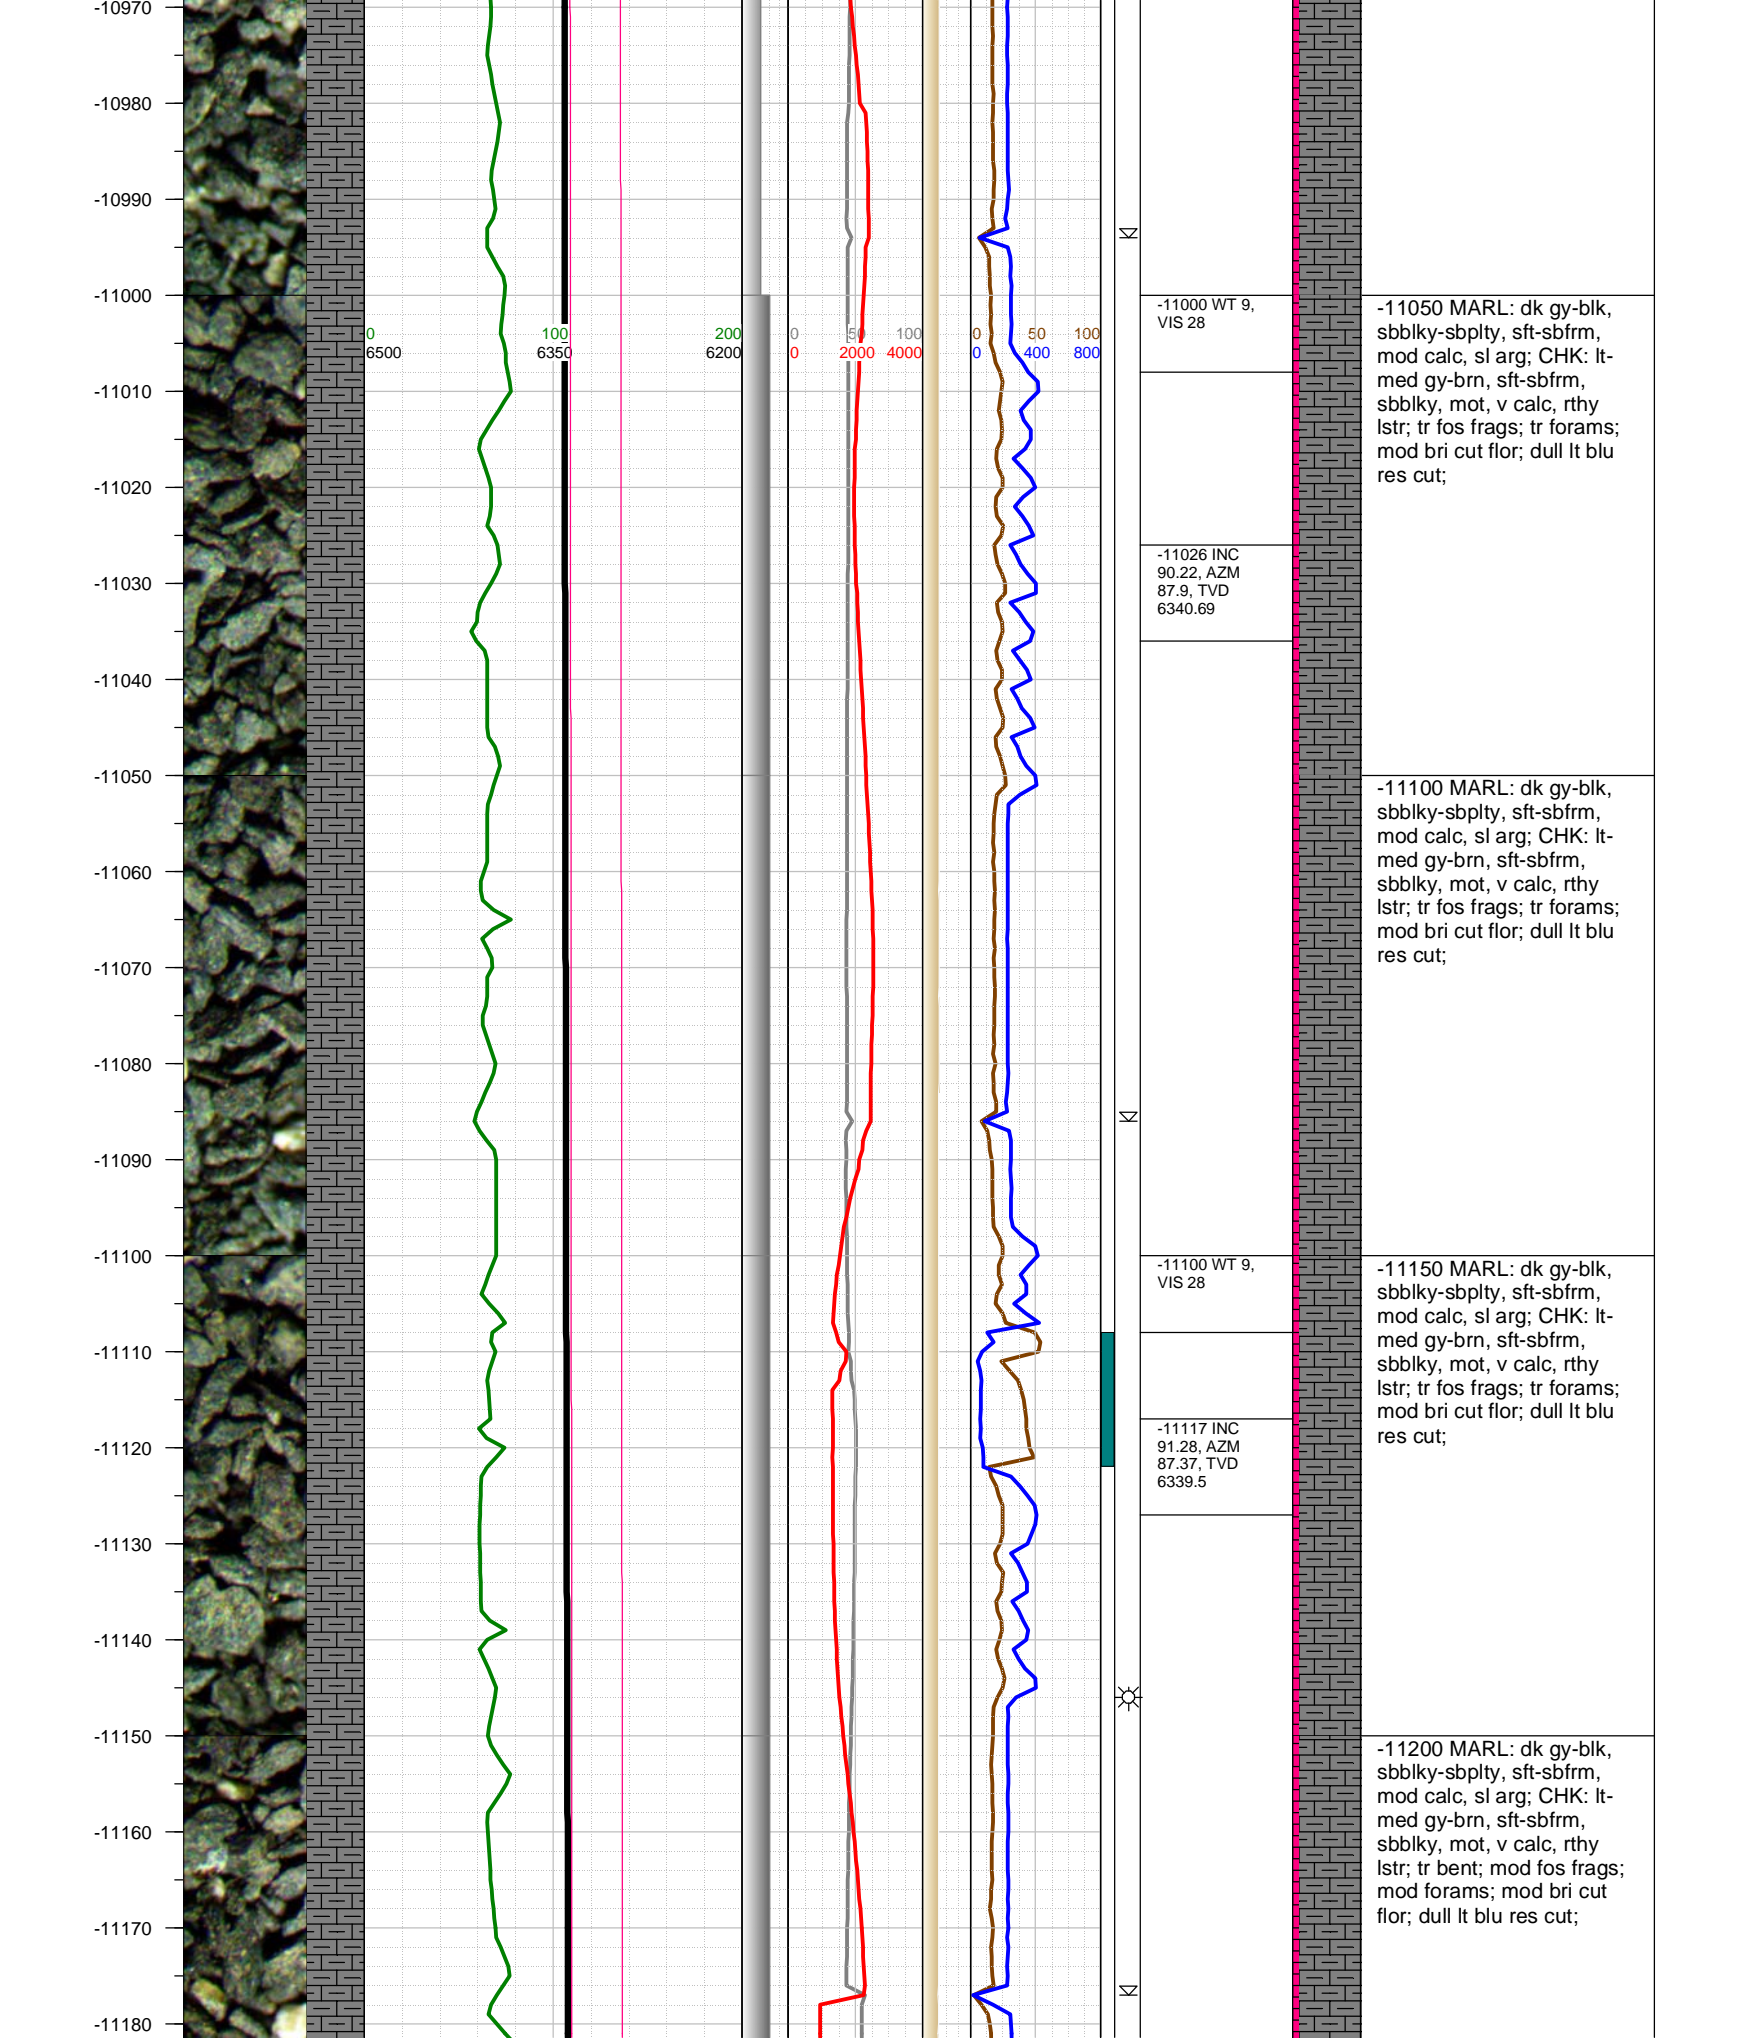 -10970
-10980
-10990
-11000
-11010
-11020
-11030
-11040
-11050
-11060
-11070
-11080
-11090
-11100
-11110
-11120
-11130
-11140
-11150
-11160
-11170
-11180
0 100 200
6500 6350 6200
0 50 100
0 2000 4000
0 50 100
0 400 800
-11000 WT 9,
VIS 28
-11026 INC
90.22, AZM
87.9, TVD
6340.69
-11100 WT 9,
VIS 28
-11117 INC
91.28, AZM
87.37, TVD
6339.5
-11050 MARL: dk gy-blk,
sbblky-sbplty, sft-sbfrm,
mod calc, sl arg; CHK: lt-
med gy-brn, sft-sbfrm,
sbblky, mot, v calc, rthy
lstr; tr fos frags; tr forams;
mod bri cut flor; dull lt blu
res cut;
-11100 MARL: dk gy-blk,
sbblky-sbplty, sft-sbfrm,
mod calc, sl arg; CHK: lt-
med gy-brn, sft-sbfrm,
sbblky, mot, v calc, rthy
lstr; tr fos frags; tr forams;
mod bri cut flor; dull lt blu
res cut;
-11150 MARL: dk gy-blk,
sbblky-sbplty, sft-sbfrm,
mod calc, sl arg; CHK: lt-
med gy-brn, sft-sbfrm,
sbblky, mot, v calc, rthy
lstr; tr fos frags; tr forams;
mod bri cut flor; dull lt blu
res cut;
-11200 MARL: dk gy-blk,
sbblky-sbplty, sft-sbfrm,
mod calc, sl arg; CHK: lt-
med gy-brn, sft-sbfrm,
sbblky, mot, v calc, rthy
lstr; tr bent; mod fos frags;
mod forams; mod bri cut
flor; dull lt blu res cut;